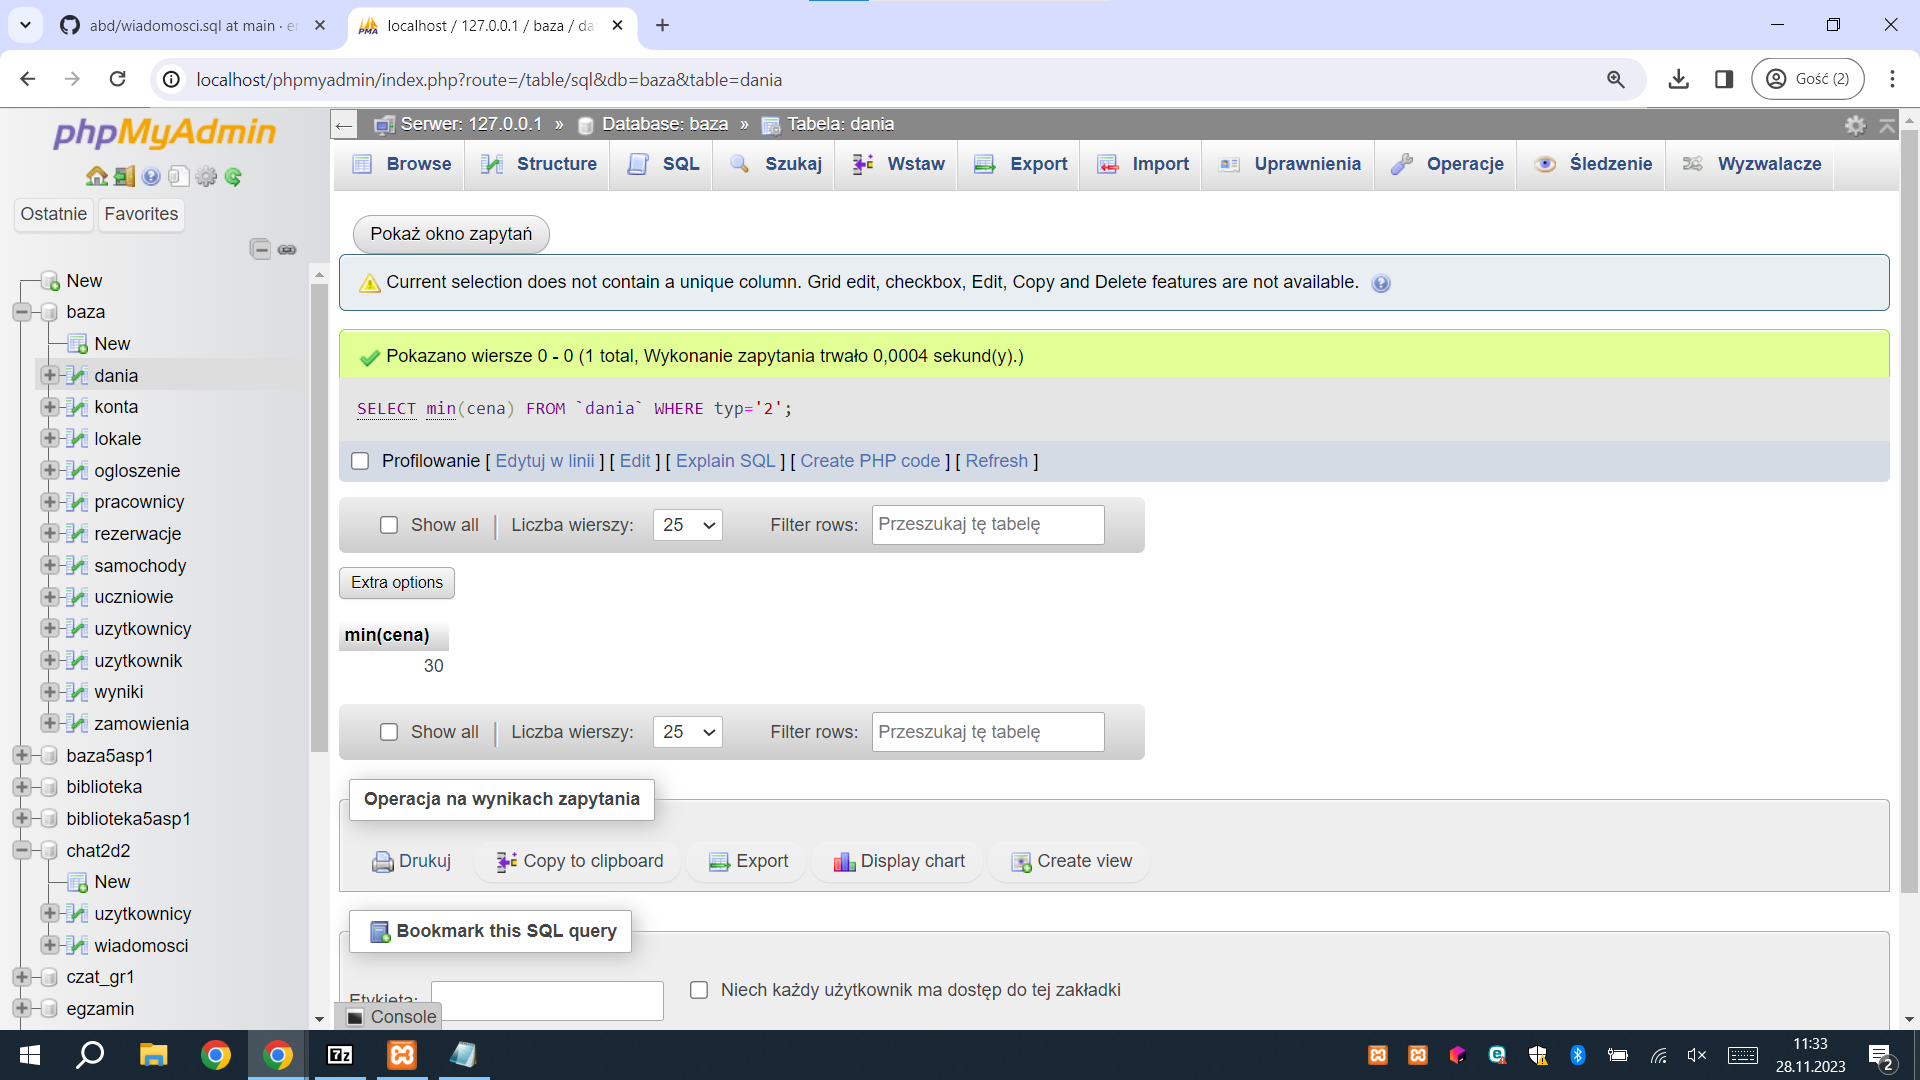 abd/wiadomosci.sql at main · er
localhost / 127.0.0.1 / baza / da
localhost/phpmyadmin/index.php?route=/table/sql&db=baza&table=dania
Gość (2)
phpMyAdmin
Ostatnie Favorites
New
baza
New
dania
konta
lokale
ogloszenie
pracownicy
rezerwacje
samochody
uczniowie
uzytkownicy
uzytkownik
wyniki
zamowienia
baza5asp1
biblioteka
biblioteka5asp1
chat2d2
New
uzytkownicy
wiadomosci
czat_gr1
egzamin
Serwer: 127.0.0.1 » Database: baza » Tabela: dania
Browse Structure SQL Szukaj Wstaw Export Import Uprawnienia Operacje Śledzenie Wyzwalacze
Pokaż okno zapytań
Current selection does not contain a unique column. Grid edit, checkbox, Edit, Copy and Delete features are not available.
Pokazano wiersze 0 - 0 (1 total, Wykonanie zapytania trwało 0,0004 sekund(y).)
SELECT min(cena) FROM `dania` WHERE typ='2';
Profilowanie [ Edytuj w linii ] [ Edit ] [ Explain SQL ] [ Create PHP code ] [ Refresh ]
Show all | Liczba wierszy: 25 Filter rows: Przeszukaj tę tabelę
Extra options
min(cena)
30
Show all | Liczba wierszy: 25 Filter rows: Przeszukaj tę tabelę
Operacja na wynikach zapytania
Drukuj Copy to clipboard Export Display chart Create view
Bookmark this SQL query
Etykieta: Niech każdy użytkownik ma dostęp do tej zakładki
Console
7z
11:33
28.11.2023
2